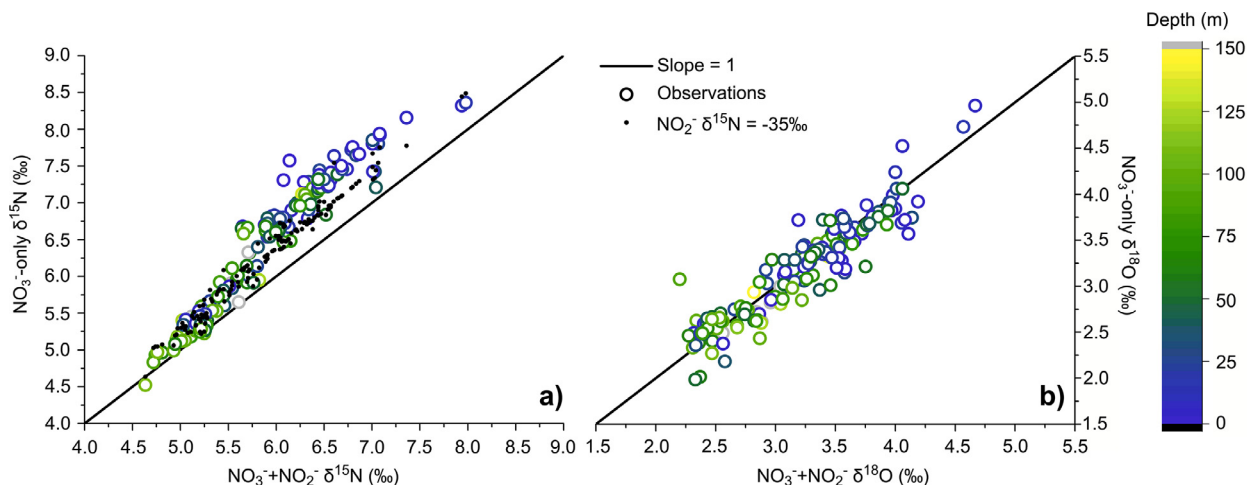 Depth (m)
9.0
8.5
8.0
7.5
7.0
6.5
6.0
5.5
5.0
4.5
4.0
NO₃⁻-only δ¹⁵N (‰)
4.0 4.5 5.0 5.5 6.0 6.5 7.0 7.5 8.0 8.5 9.0
NO₃⁻+NO₂⁻ δ¹⁵N (‰)
a)
Slope = 1
Observations
NO₂⁻ δ¹⁵N = -35‰
5.5
5.0
4.5
4.0
3.5
3.0
2.5
2.0
1.5
NO₃⁻-only δ¹⁸O (‰)
1.5 2.0 2.5 3.0 3.5 4.0 4.5 5.0 5.5
NO₃⁻+NO₂⁻ δ¹⁸O (‰)
b)
150
125
100
75
50
25
0